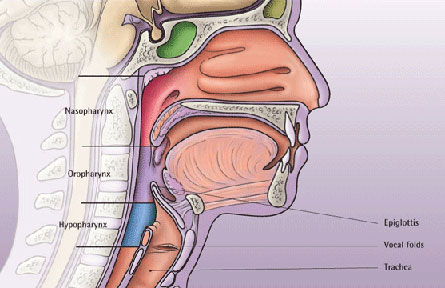 Nasopharynx
Oropharynx
Hypopharynx
Epiglottis
Vocal folds
Trachea